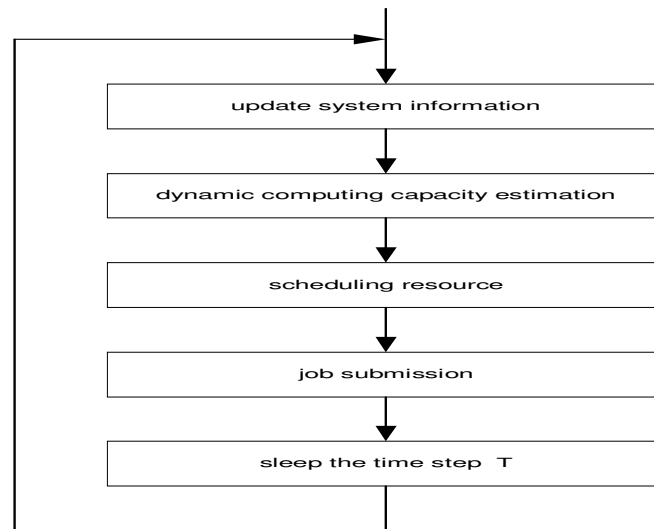 update system information
dynamic computing capacity estimation
scheduling resource
job submission
sleep the time step T